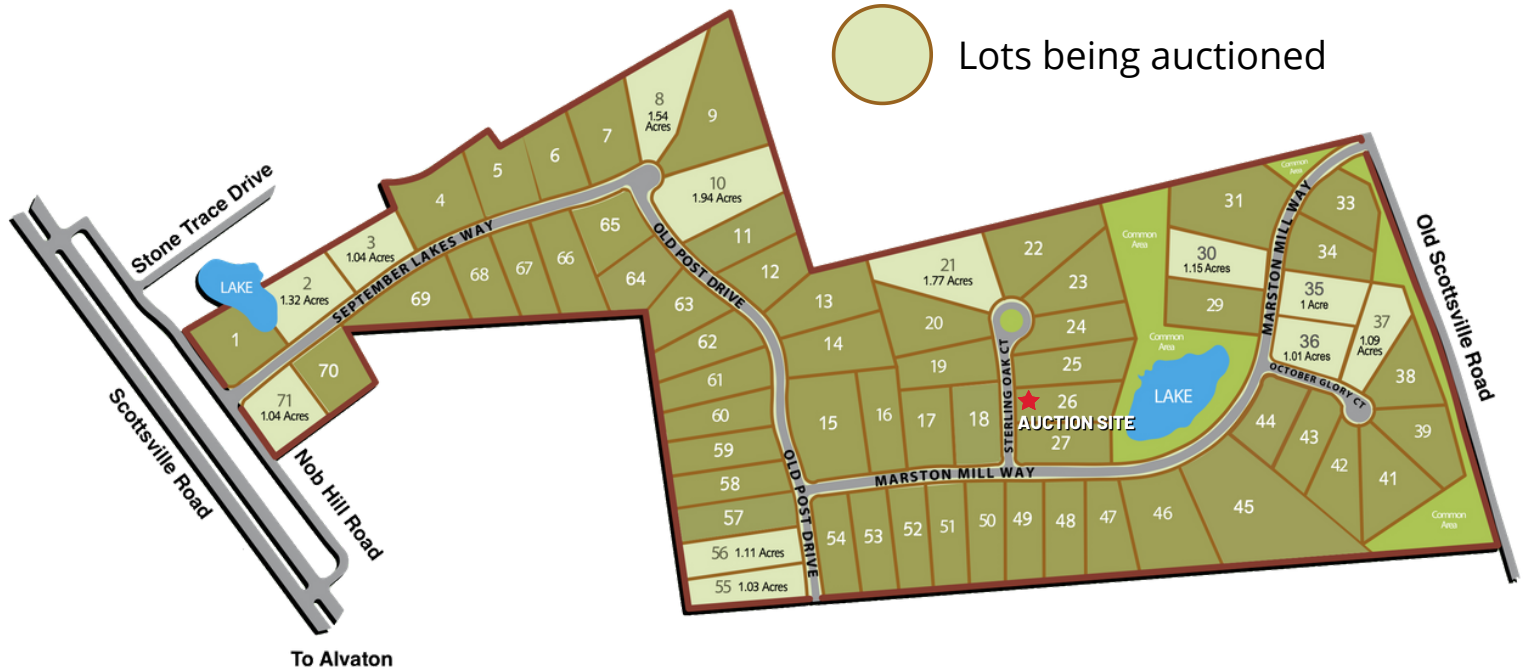 Lots being auctioned
8
1.54
Acres
9
7
6
5
4
10
1.94 Acres
3
1.04 Acres
2
1.32 Acres
1
LAKE
Stone Trace Drive
SEPTEMBER LAKES WAY
65
66
67
68
69
64
70
71
1.04 Acres
OLD POST DRIVE
11
12
13
14
63
62
61
60
59
58
57
56 1.11 Acres
55 1.03 Acres
15
16
17
18
19
20
21
1.77 Acres
22
23
24
25
26
AUCTION SITE
27
STERLING OAK CT
Common
Area
Common
Area
LAKE
31
30
1.15 Acres
29
Common
Area
MARSTON MILL WAY
33
34
35
1 Acre
36
1.01 Acres
37
1.09
Acres
38
OCTOBER GLORY CT
39
41
42
43
44
45
46
47
48
49
50
51
52
53
54
MARSTON MILL WAY
OLD POST DRIVE
Common
Area
Old Scottsville Road
Scottsville Road
Nob Hill Road
To Alvaton